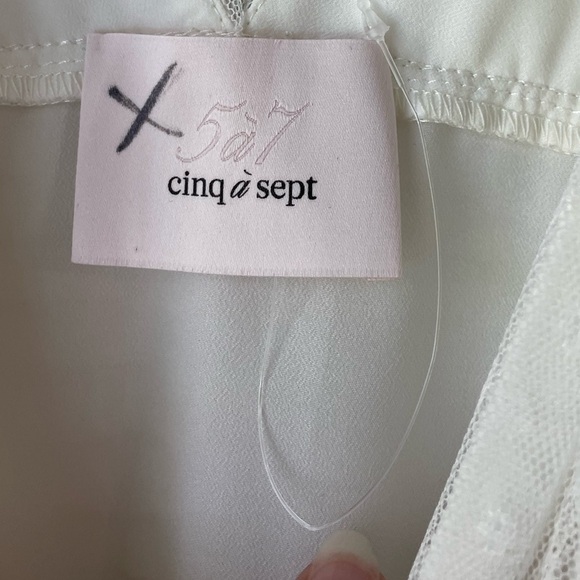 X
5à7
cinq à sept